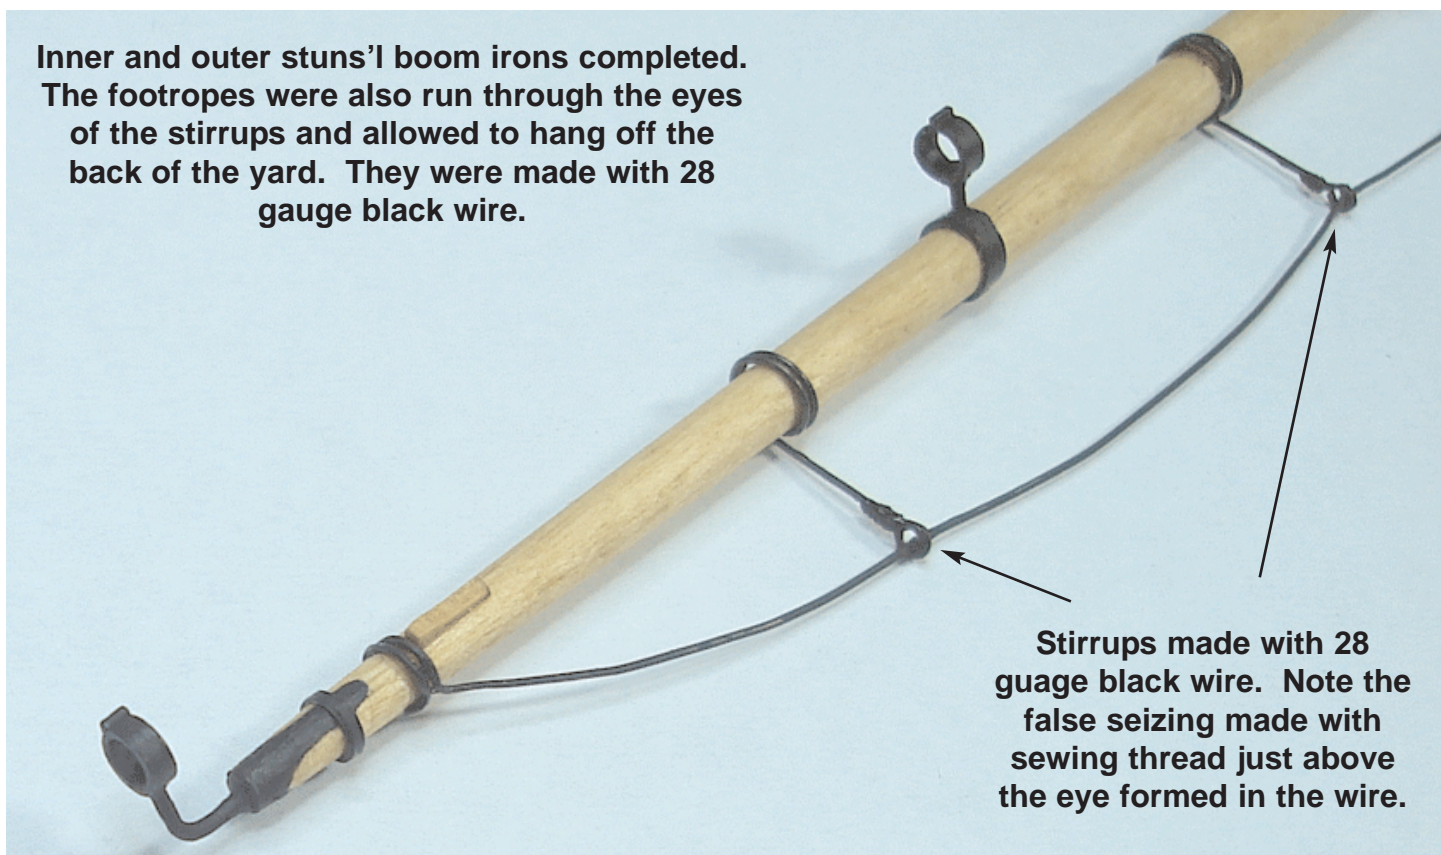 Inner and outer stuns’l boom irons completed.
The footropes were also run through the eyes
of the stirrups and allowed to hang off the
back of the yard.  They were made with 28
gauge black wire.
Stirrups made with 28
guage black wire.  Note the
false seizing made with
sewing thread just above
the eye formed in the wire.